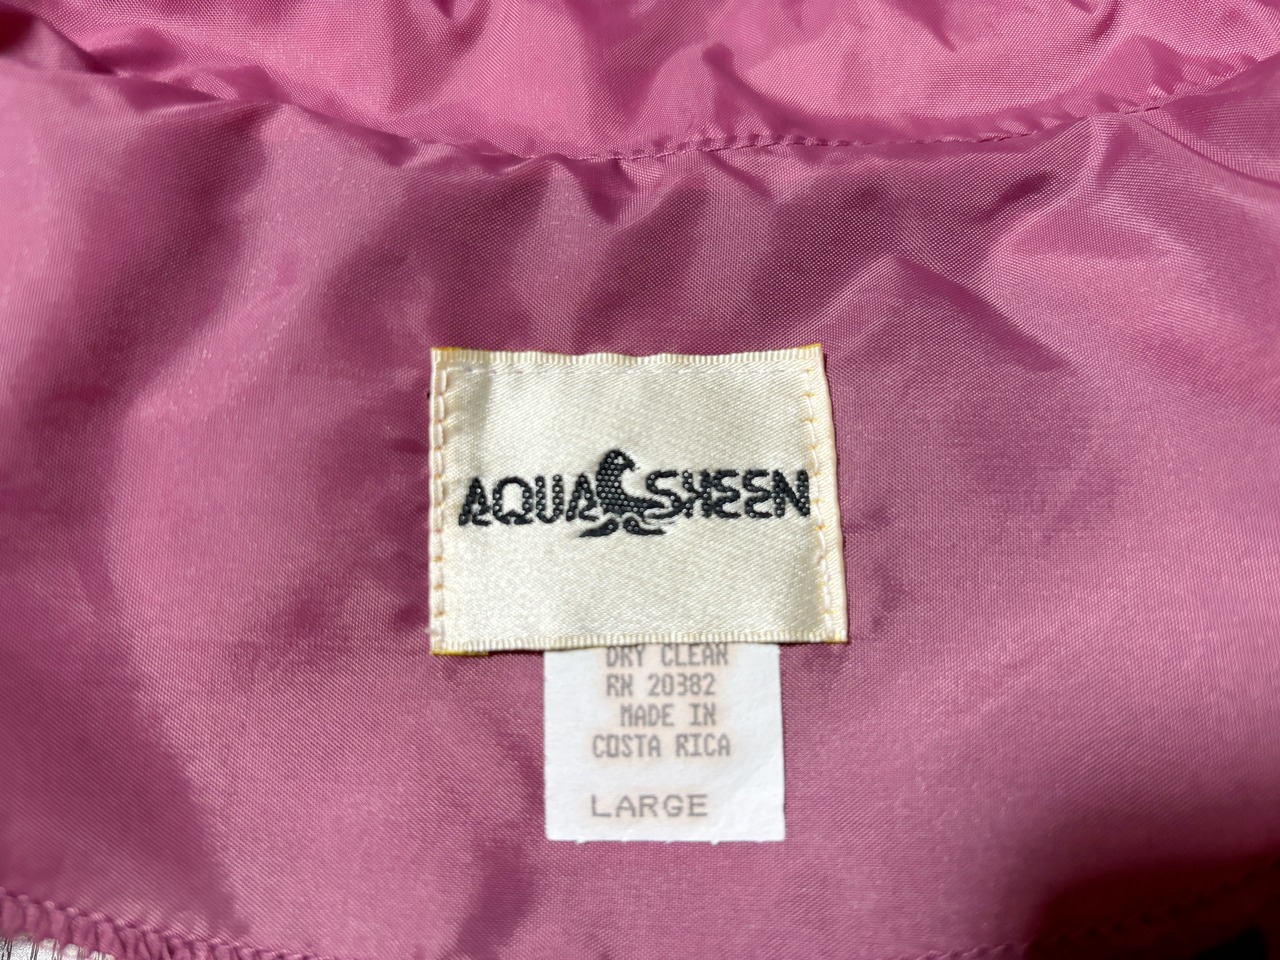 AQUA SHEEN
DRY CLEAN
RN 20382
MADE IN
COSTA RICA
LARGE